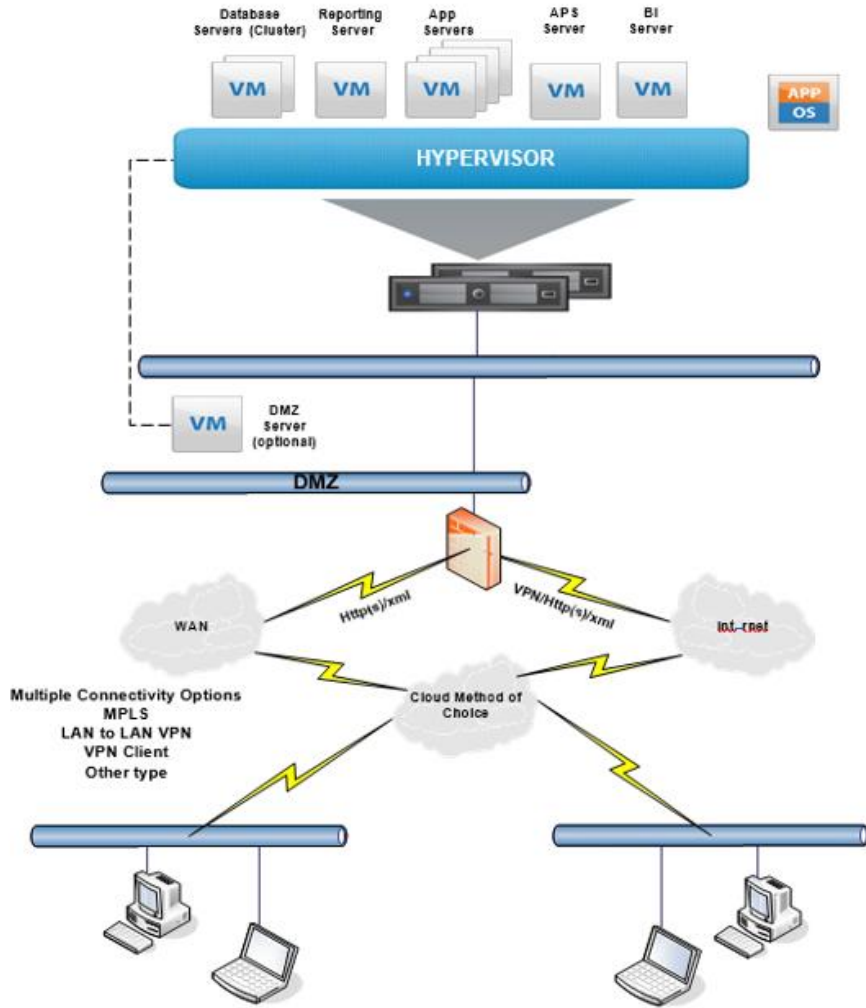 Database
Servers (Cluster)
Reporting
Server
App
Servers
APS
Server
BI
Server
VM
VM
VM
VM
VM
APP
OS
HYPERVISOR
VM
DMZ
Server
(optional)
DMZ
Http(s)/xml
VPN/Http(s)/xml
WAN
Cloud Method of
Choice
Multiple Connectivity Options
MPLS
LAN to LAN VPN
VPN Client
Other type